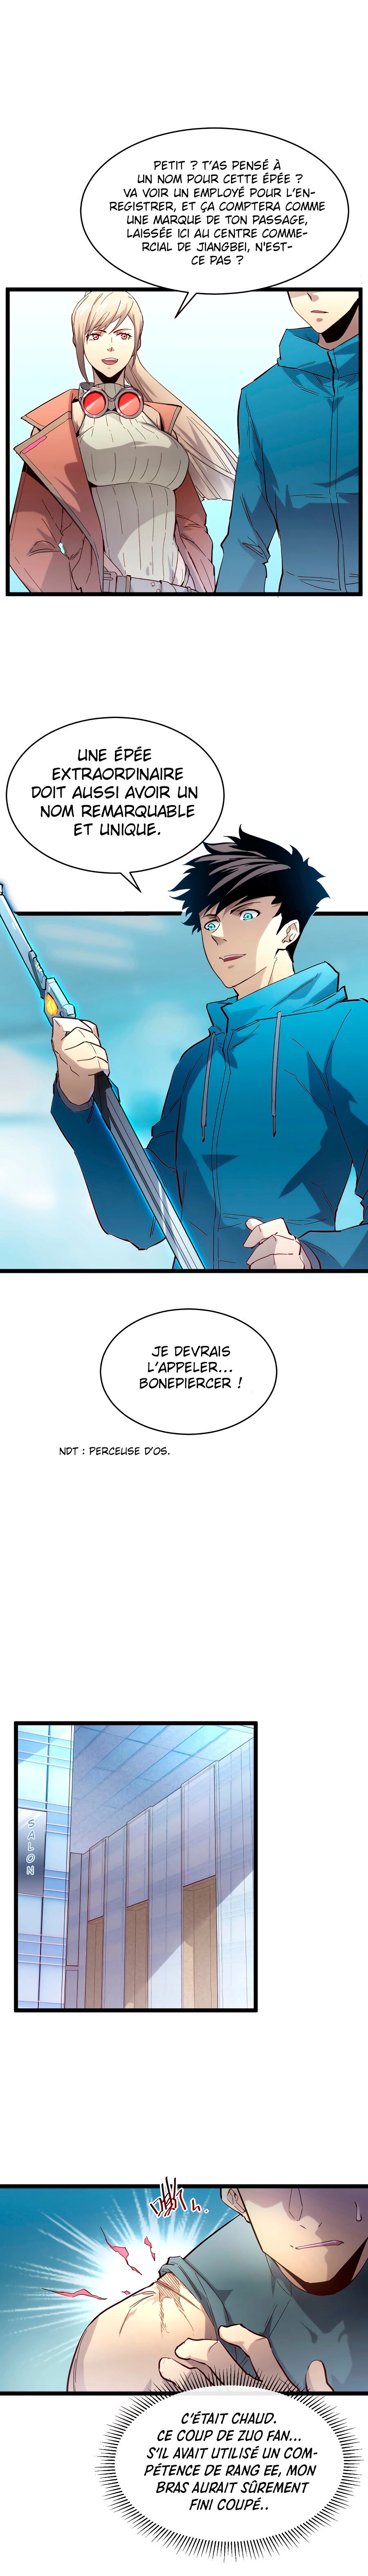 PETIT ? T'AS PENSÉ À
UN NOM POUR CETTE ÉPÉE ?
VA VOIR UN EMPLOYÉ POUR L'EN-
REGISTRER, ET ÇA COMPTERA COMME
UNE MARQUE DE TON PASSAGE,
LAISSÉE ICI AU CENTRE COMME-
RCIAL DE JIANGBEI, N'EST-
CE PAS ?
UNE ÉPÉE
EXTRAORDINAIRE
DOIT AUSSI AVOIR UN
NOM REMARQUABLE
ET UNIQUE.
JE DEVRAIS
L'APPELER...
BONEPIERCER !
NDT : PERCEUSE D'OS.
SALON
C'ÉTAIT CHAUD.
CE COUP DE ZUO FAN...
S'IL AVAIT UTILISÉ UN COM-
PÉTENCE DE RANG EE, MON
BRAS AURAIT SÛREMENT
FINI COUPÉ..